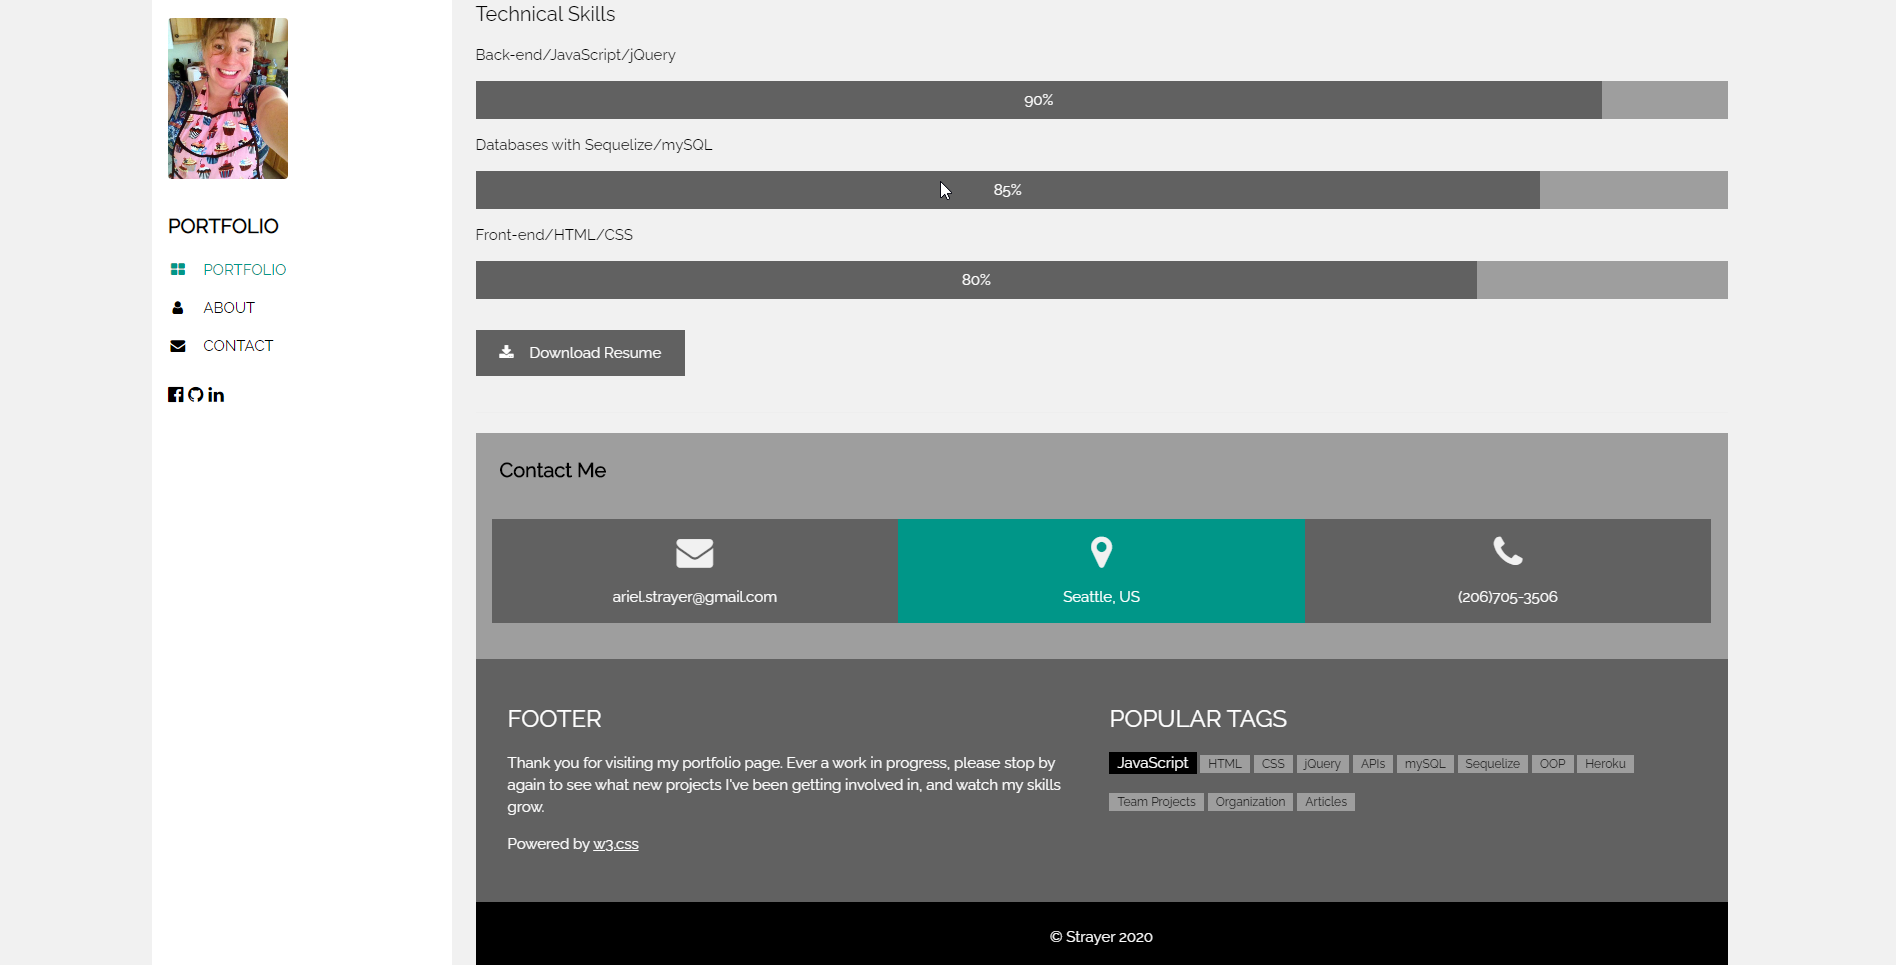 PORTFOLIO
PORTFOLIO
ABOUT
CONTACT
Technical Skills
Back-end/JavaScript/jQuery
90%
Databases with Sequelize/mySQL
85%
Front-end/HTML/CSS
80%
Download Resume
Contact Me
ariel.strayer@gmail.com
Seattle, US
(206)705-3506
FOOTER
Thank you for visiting my portfolio page. Ever a work in progress, please stop by
again to see what new projects I've been getting involved in, and watch my skills
grow.
Powered by w3.css
POPULAR TAGS
JavaScript HTML CSS jQuery APIs mySQL Sequelize OOP Heroku
Team Projects Organization Articles
© Strayer 2020